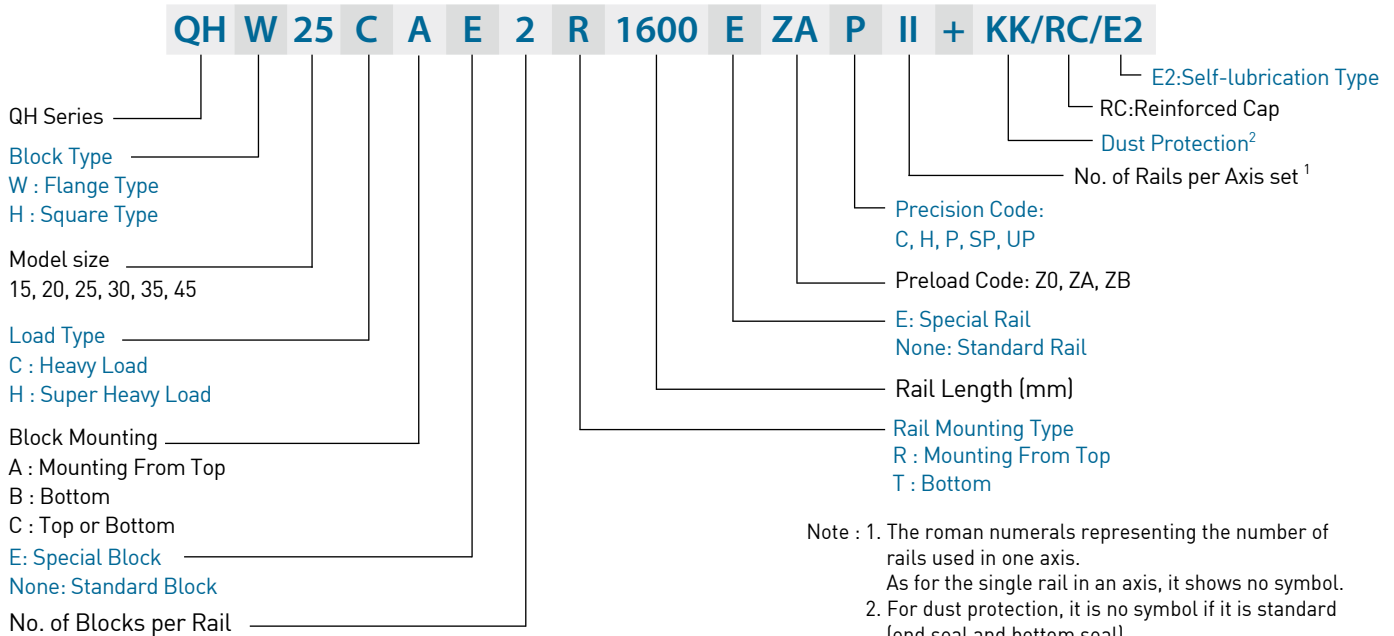 QH W 25 C A E 2 R 1600 E ZA P II + KK/RC/E2
QH Series
Block Type
W : Flange Type
H : Square Type
Model size
15, 20, 25, 30, 35, 45
Load Type
C : Heavy Load
H : Super Heavy Load
Block Mounting
A : Mounting From Top
B : Bottom
C : Top or Bottom
E: Special Block
None: Standard Block
No. of Blocks per Rail
E2:Self-lubrication Type
RC:Reinforced Cap
Dust Protection2
No. of Rails per Axis set 1
Precision Code:
C, H, P, SP, UP
Preload Code: Z0, ZA, ZB
E: Special Rail
None: Standard Rail
Rail Length (mm)
Rail Mounting Type
R : Mounting From Top
T : Bottom
Note : 1. The roman numerals representing the number of
rails used in one axis.
As for the single rail in an axis, it shows no symbol.
2. For dust protection, it is no symbol if it is standard
(end seal and bottom seal)